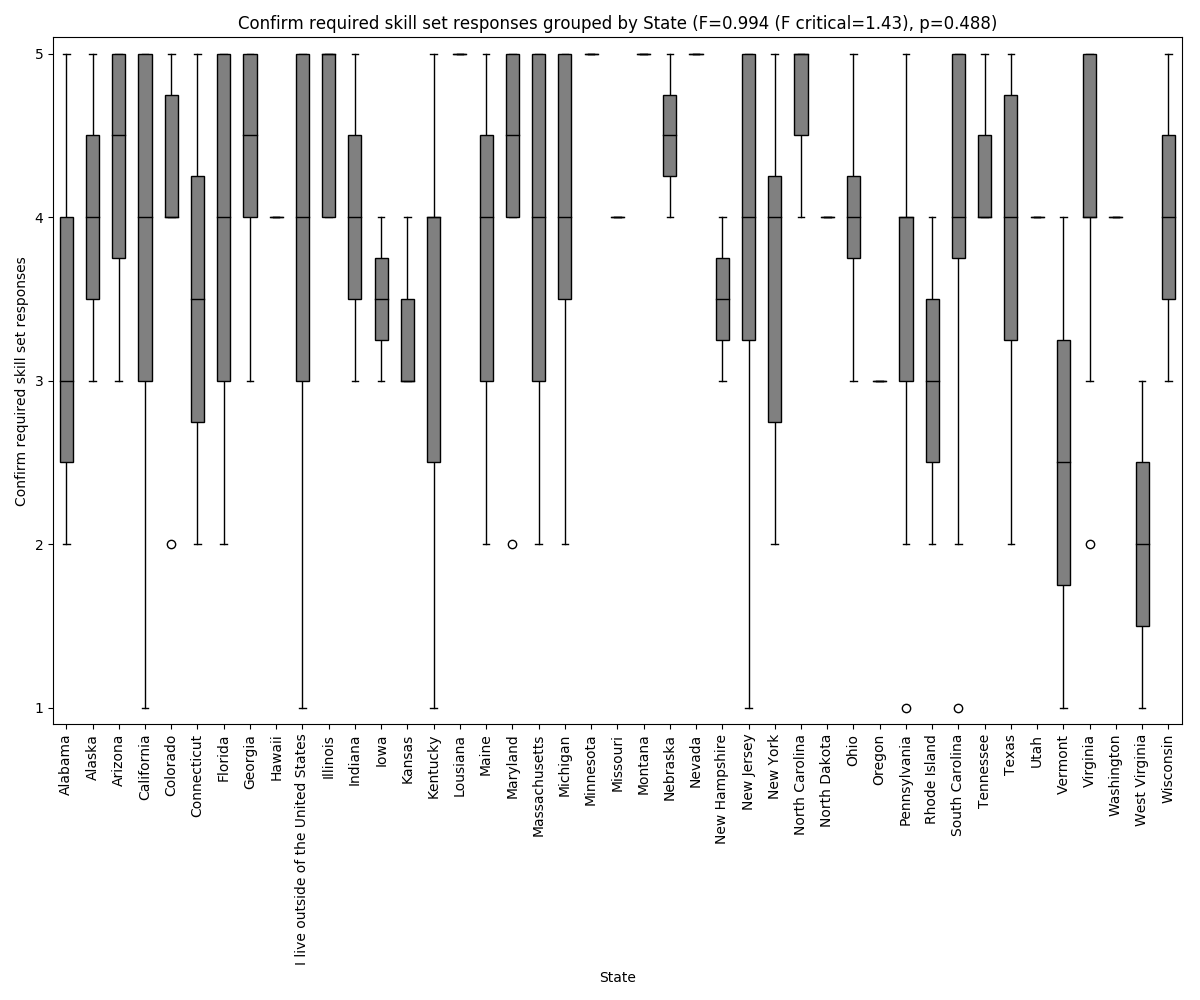 Confirm required skill set responses grouped by State (F=0.994 (F critical=1.43), p=0.488)
Confirm required skill set responses
5
4
3
2
1
Alabama
Alaska
Arizona
California
Colorado
Connecticut
Florida
Georgia
Hawaii
I live outside of the United States
Illinois
Indiana
Iowa
Kansas
Kentucky
Lousiana
Maine
Maryland
Massachusetts
Michigan
Minnesota
Missouri
Montana
Nebraska
Nevada
New Hampshire
New Jersey
New York
North Carolina
North Dakota
Ohio
Oregon
Pennsylvania
Rhode Island
South Carolina
Tennessee
Texas
Utah
Vermont
Virginia
Washington
West Virginia
Wisconsin
State